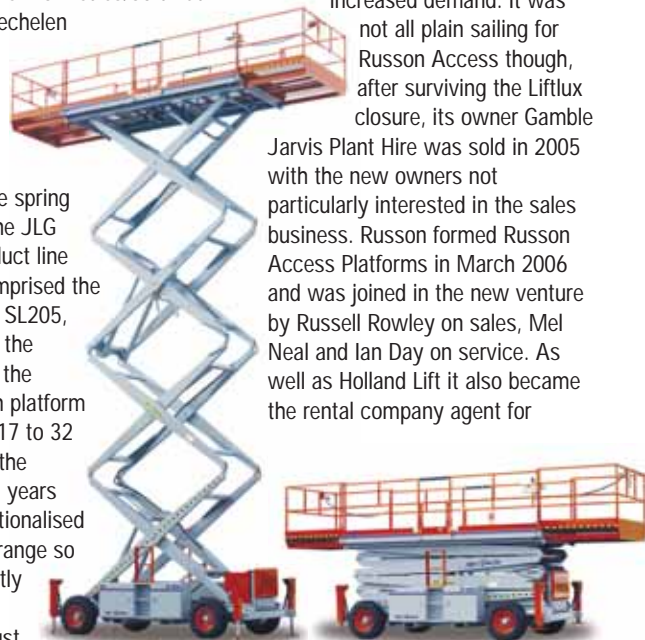 echelen
e spring
ne JLG
duct line
mprised the
SL205,
the
the
n platform
17 to 32
the
years
tionalised
range so
tly
increased demand. It was
not all plain sailing for
Russon Access though,
after surviving the Liftlux
closure, its owner Gamble
Jarvis Plant Hire was sold in 2005
with the new owners not
particularly interested in the sales
business. Russon formed Russon
Access Platforms in March 2006
and was joined in the new venture
by Russell Rowley on sales, Mel
Neal and Ian Day on service. As
well as Holland Lift it also became
the rental company agent for